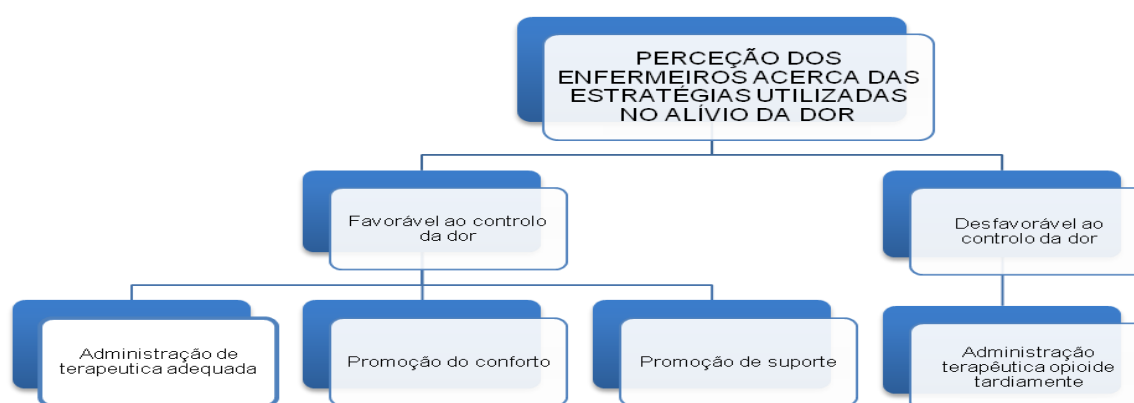 PERCEÇÃO DOS
ENFERMEIROS ACERCA DAS
ESTRATÉGIAS UTILIZADAS
NO ALÍVIO DA DOR
Favorável ao controlo
da dor
Desfavorável ao
controlo da dor
Administração de
terapeutica adequada
Promoção do conforto
Promoção de suporte
Administração
terapêutica opioide
tardiamente